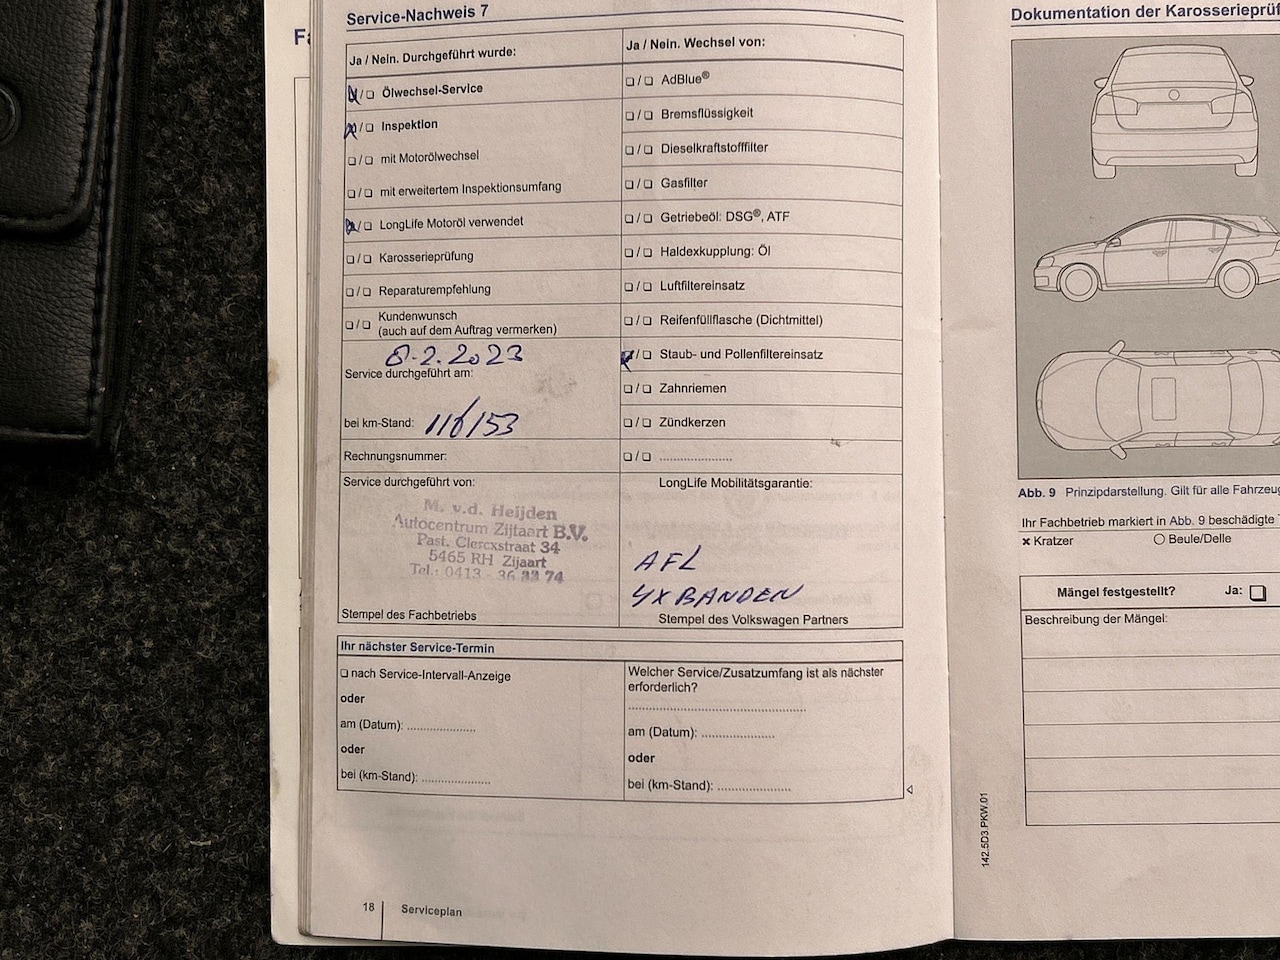 Service-Nachweis 7
Ja / Nein. Durchgeführt wurde:
Ölwechsel-Service
Inspektion
mit Motorölwechsel
mit erweitertem Inspektionsumfang
LongLife Motoröl verwendet
Karosserieprüfung
Reparaturempfehlung
Kundenwunsch
(auch auf dem Auftrag vermerken)
8-2.2023
Service durchgeführt am:
bei km-Stand:
Rechnungsnummer:
Service durchgeführt von:
M. v.d. Heijden
Autocentrum Zijtaart B.V.
Past. Clercxstraat 34
5465 RH Zijaart
Tel.: 0413 - 36 33 74
Stempel des Fachbetriebs
Ja / Nein. Wechsel von:
AdBlue®
Bremsflüssigkeit
Dieselkraftstofffilter
Gasfilter
Getriebeöl: DSG®, ATF
Haldexkupplung: Öl
Luftfiltereinsatz
Reifenfüllflasche (Dichtmittel)
Staub- und Pollenfiltereinsatz
Zahnriemen
Zündkerzen
LongLife Mobilitätsgarantie:
AFL
4X BANDEN
Stempel des Volkswagen Partners
Ihr nächster Service-Termin
nach Service-Intervall-Anzeige
oder
am (Datum):
oder
bei (km-Stand):
Welcher Service/Zusatzumfang ist als nächster
erforderlich?
am (Datum):
oder
bei (km-Stand):
18 Serviceplan
Dokumentation der
Abb. 9 Prinzipdarstellung. Gilt für alle
Ihr Fachbetrieb markiert in Abb. 9 beschädigte
x Kratzer
Beule/Delle
Mängel festgestellt? Ja:
Beschreibung der Mängel:
142.5D3.PKW.01